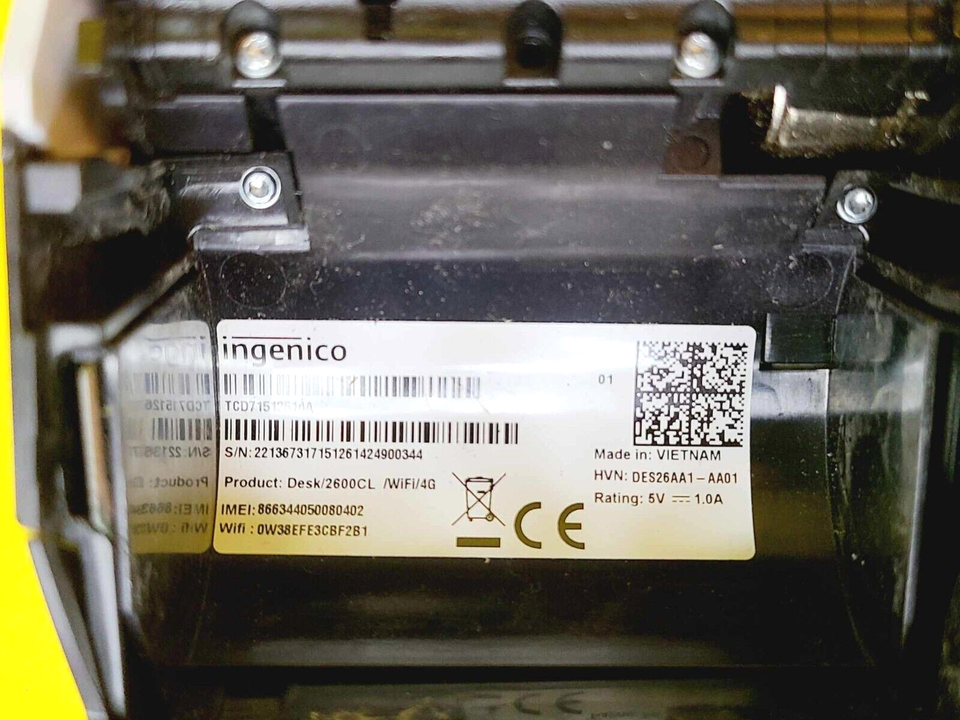 ingenico
01
S/N:221367317151261424900344
Made in: VIETNAM
Product: Desk/2600CL /WiFi/4G
HVN: DES26AA1-AA01
IMEI:866344050080402
Rating: 5V ⎓ 1.0A
Wifi : 0W38EFE3CBF2B1
CE